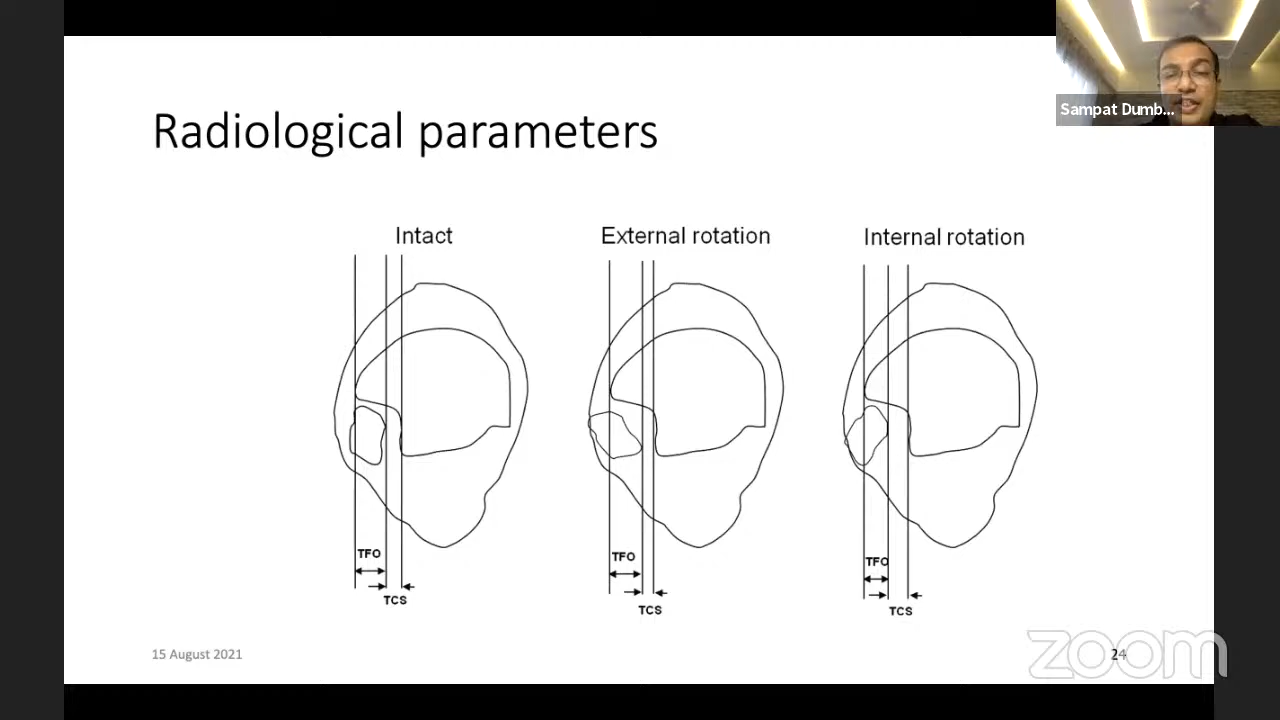 Sampat Dumb...
Radiological parameters
Intact
External rotation
Internal rotation
TFO
TCS
TFO
TCS
TFO
TCS
15 August 2021
24
zoom